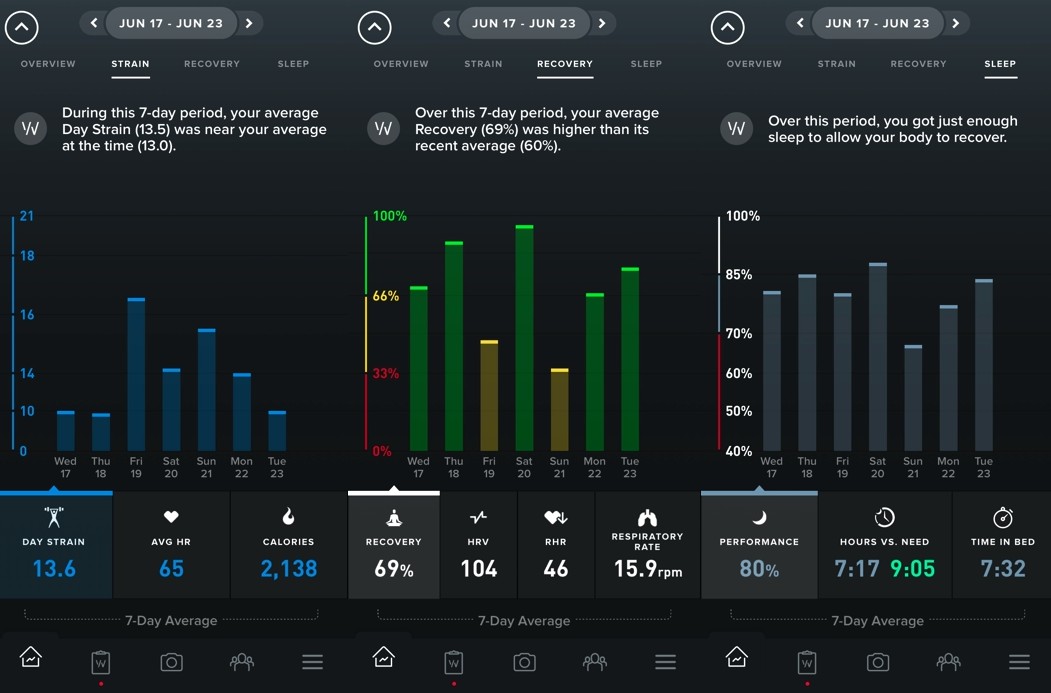 JUN 17 - JUN 23
OVERVIEW STRAIN RECOVERY SLEEP
W
During this 7-day period, your average
Day Strain (13.5) was near your average
at the time (13.0).
21
18
16
14
10
0
Wed Thu Fri Sat Sun Mon Tue
17 18 19 20 21 22 23
DAY STRAIN AVG HR CALORIES
13.6 65 2,138
7-Day Average
W
JUN 17 - JUN 23
OVERVIEW STRAIN RECOVERY SLEEP
W
Over this 7-day period, your average
Recovery (69%) was higher than its
recent average (60%).
100%
66%
33%
0%
Wed Thu Fri Sat Sun Mon Tue
17 18 19 20 21 22 23
RECOVERY HRV RHR RESPIRATORY
RATE
69% 104 46 15.9rpm
7-Day Average
W
JUN 17 - JUN 23
OVERVIEW STRAIN RECOVERY SLEEP
W
Over this period, you got just enough
sleep to allow your body to recover.
100%
85%
70%
60%
50%
40%
Wed Thu Fri Sat Sun Mon Tue
17 18 19 20 21 22 23
PERFORMANCE HOURS VS. NEED TIME IN BED
80% 7:17 9:05 7:32
7-Day Average
W